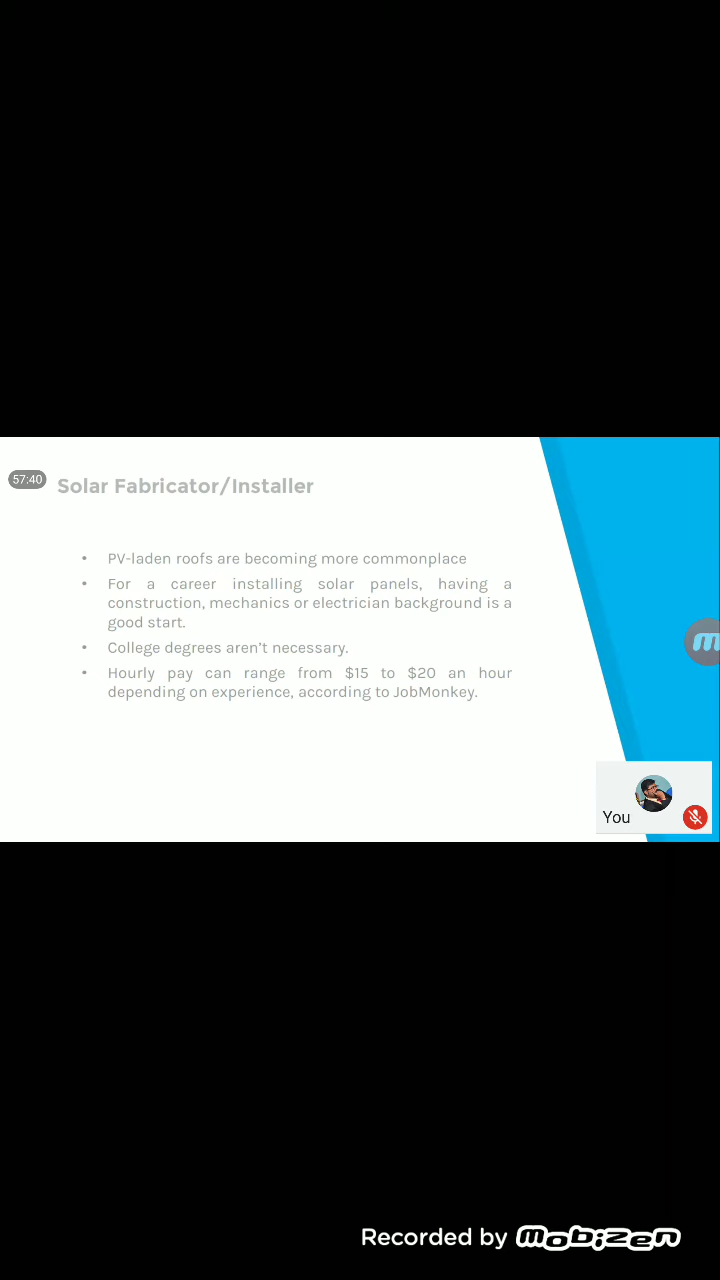 57:40
Solar Fabricator/Installer
• PV-laden roofs are becoming more commonplace
• For a career installing solar panels, having a
construction, mechanics or electrician background is a
good start.
• College degrees aren't necessary.
• Hourly pay can range from $15 to $20 an hour
depending on experience, according to JobMonkey.
You
Recorded by mobizen